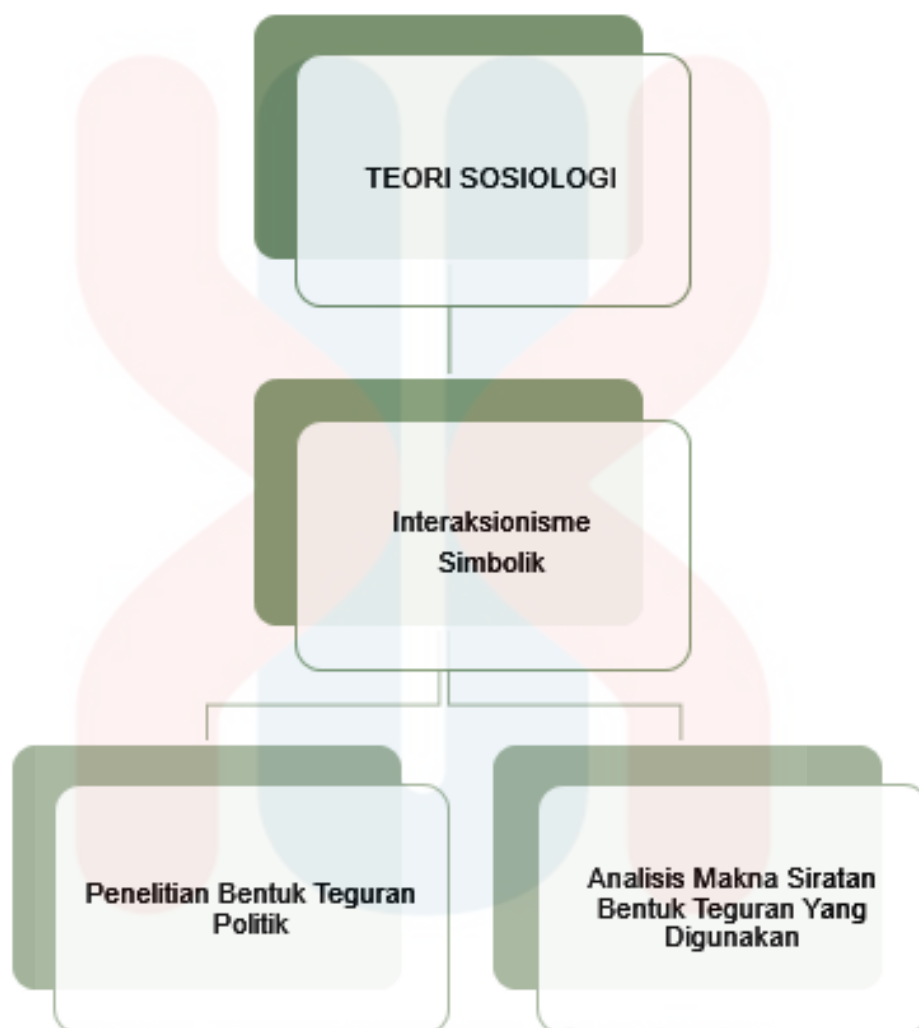 TEORI SOSIOLOGI
Interaksionisme
Simbolik
Penelitian Bentuk Teguran
Politik
Analisis Makna Siratan
Bentuk Teguran Yang
Digunakan